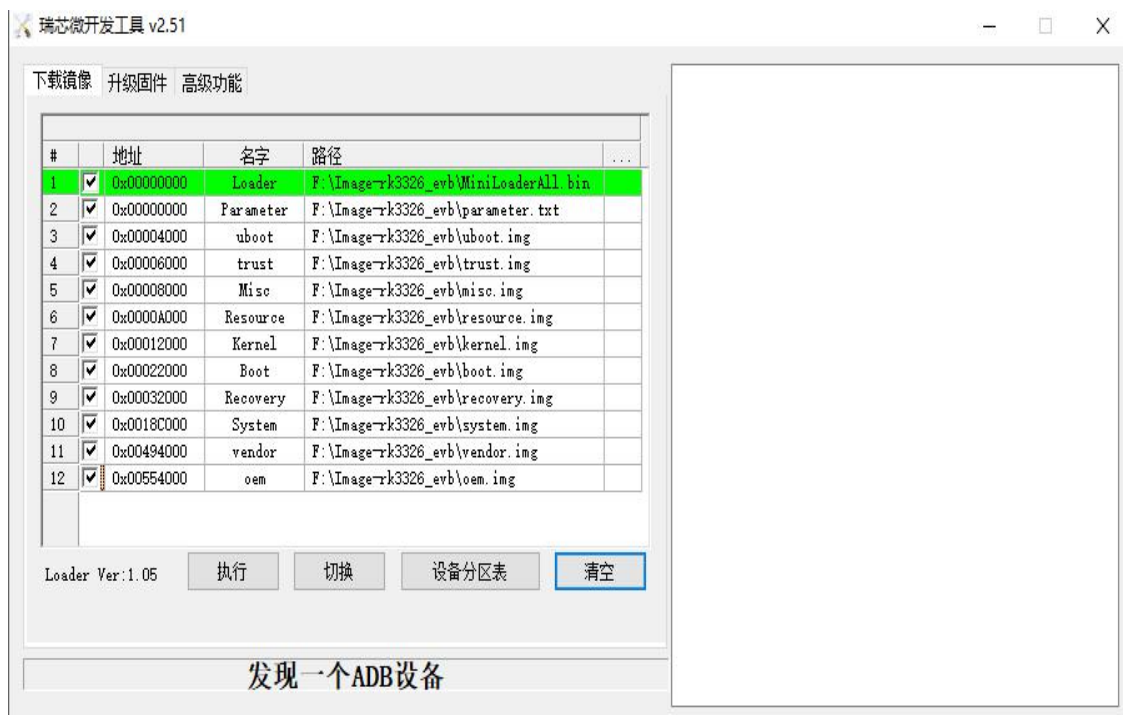 瑞芯微开发工具 v2.51
下载镜像 升级固件 高级功能
# 地址 名字 路径 ...
1 0x00000000 Loader F:\Image-rk3326_evb\MiniLoaderAll.bin
2 0x00000000 Parameter F:\Image-rk3326_evb\parameter.txt
3 0x00004000 uboot F:\Image-rk3326_evb\uboot.img
4 0x00006000 trust F:\Image-rk3326_evb\trust.img
5 0x00008000 Misc F:\Image-rk3326_evb\misc.img
6 0x0000A000 Resource F:\Image-rk3326_evb\resource.img
7 0x00012000 Kernel F:\Image-rk3326_evb\kernel.img
8 0x00022000 Boot F:\Image-rk3326_evb\boot.img
9 0x00032000 Recovery F:\Image-rk3326_evb\recovery.img
10 0x0018C000 System F:\Image-rk3326_evb\system.img
11 0x00494000 vendor F:\Image-rk3326_evb\vendor.img
12 0x00554000 oem F:\Image-rk3326_evb\oem.img
Loader Ver:1.05 执行 切换 设备分区表 清空
发现一个ADB设备